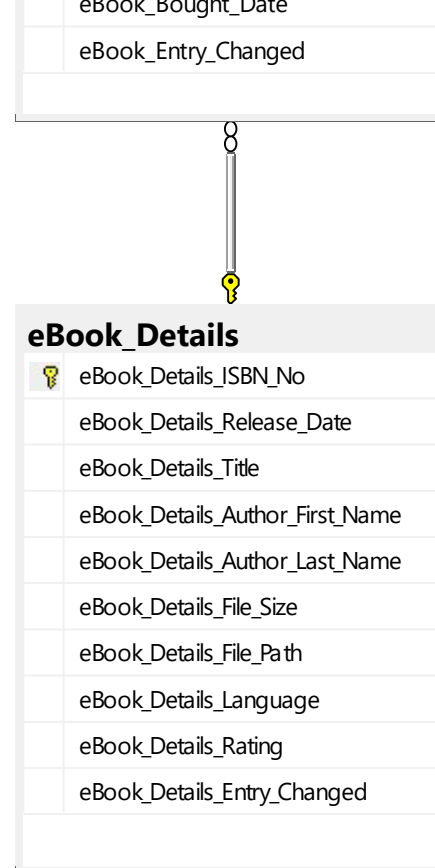 eBook_Bought_Date
eBook_Entry_Changed
eBook_Details
eBook_Details_ISBN_No
eBook_Details_Release_Date
eBook_Details_Title
eBook_Details_Author_First_Name
eBook_Details_Author_Last_Name
eBook_Details_File_Size
eBook_Details_File_Path
eBook_Details_Language
eBook_Details_Rating
eBook_Details_Entry_Changed